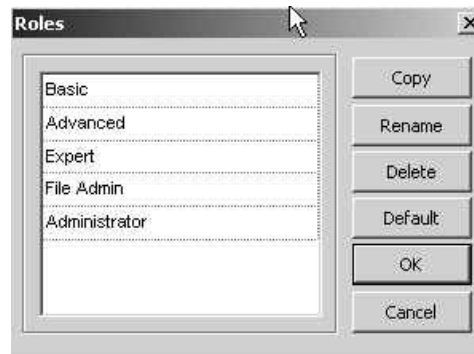 Roles
Basic
Advanced
Expert
File Admin
Administrator
Copy
Rename
Delete
Default
OK
Cancel